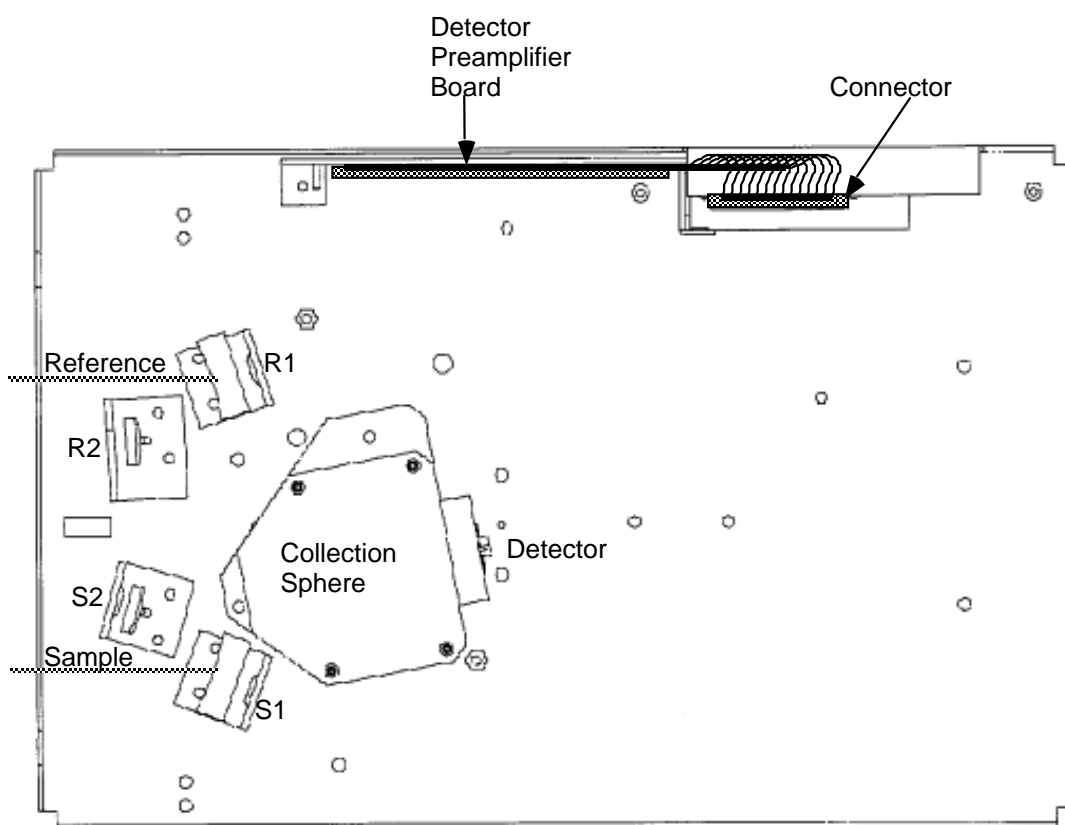 Detector
Preamplifier
Board
Connector
Reference
R1
R2
Collection
Sphere
Detector
S2
Sample
S1